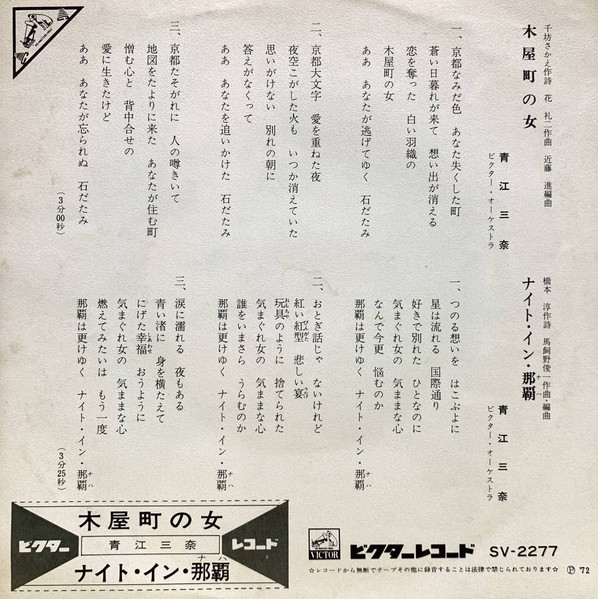 千坊さかえ作詩 花 礼二作曲 近藤 進編曲
木屋町の女
青江三奈
ビクター・オーケストラ
一、京都なみだ色 あなた失くした町
蒼い日暮れが来て 想い出が消える
恋を奪った 白い羽織の
木屋町の女
ああ あなたが逃げてゆく 石だたみ
二、京都大文字 愛を重ねた夜
夜空こがした火も いつか消えていた
思いがけない 別れの朝に
答えがなくって
ああ あなたを追いかけた 石だたみ
三、京都たそがれに 人の噂きいて
地図をたよりに来た あなたが住む町
憎む心と 背中合せの
愛に生きたけど
ああ あなたが忘られぬ 石だたみ
(3分00秒)
橋本 淳作詩 馬飼野俊一作曲・編曲
ナイト・イン・那覇
ナハ
青江三奈
ビクター・オーケストラ
一、つのる想いを はこぶよに
星は流れる 国際通り
好きで別れた ひとなのに
気まぐれ女の 気ままな心
なんで今更 悩むのか
那覇は更けゆく ナイト・イン・那覇
ナハ
二、おとぎ話じゃ ないけれど
紅い紅型 悲しい宴
玩具のように 捨てられた
気まぐれ女の 気ままな心
誰をいまさら うらむのか
那覇は更けゆく ナイト・イン・那覇
ナハ
三、涙に濡れる 夜もある
青い渚に 身を横たえて
にげた幸福 おうように
しあわせ
気まぐれ女の 気ままな心
燃えてみたいは もう一度
那覇は更けゆく ナイト・イン・那覇
ナハ
(3分25秒)
木屋町の女
ビクター
青江三奈
レコード
ナハ
ナイト・イン・那覇
VICTOR
ビクターレコード SV-2277
☆レコードから無断でテープその他に録音することは法律で禁じられております☆
Ⓟ 72